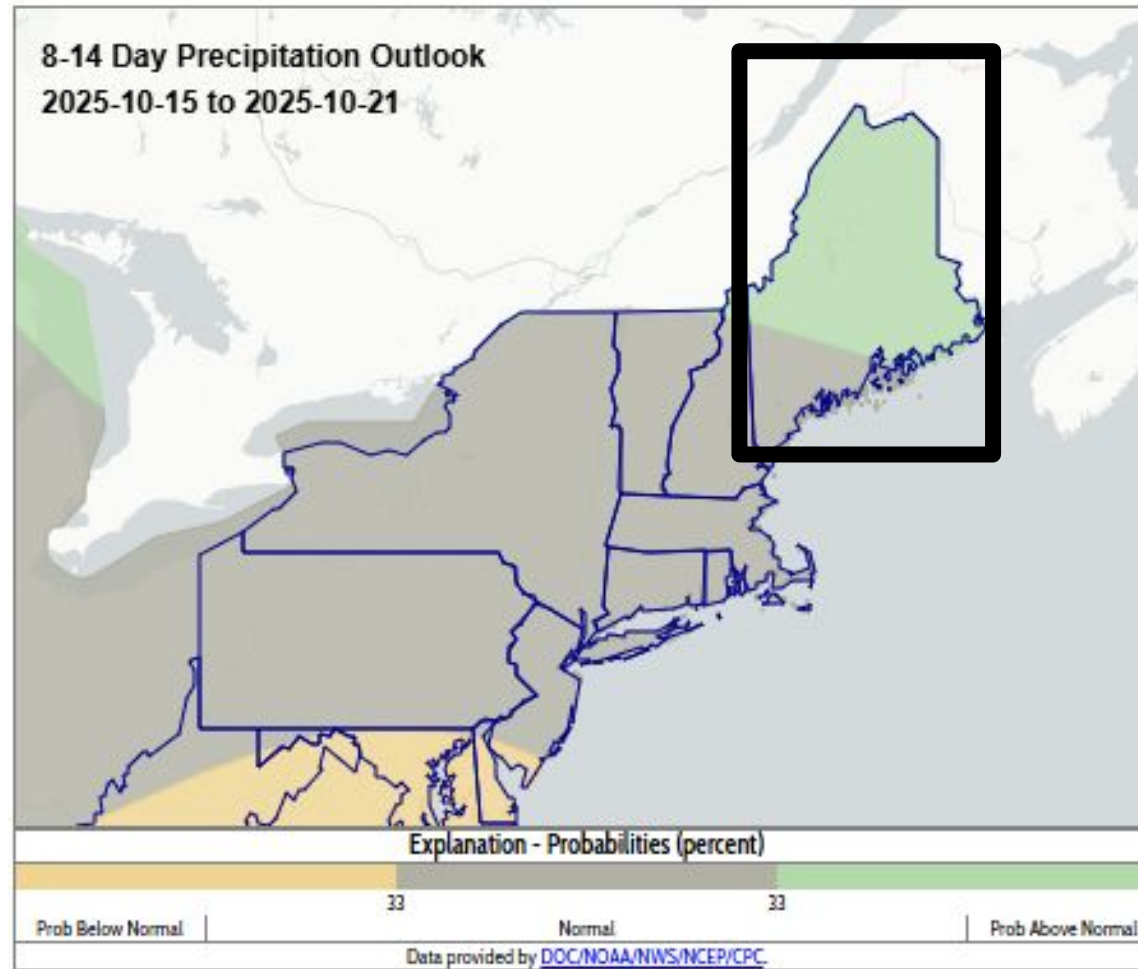 8-14 Day Precipitation Outlook
2025-10-15 to 2025-10-21
Explanation - Probabilities (percent)
33 33
Prob Below Normal Normal Prob Above Normal
Data provided by DOC/NOAA/NWS/NCEP/CPC.